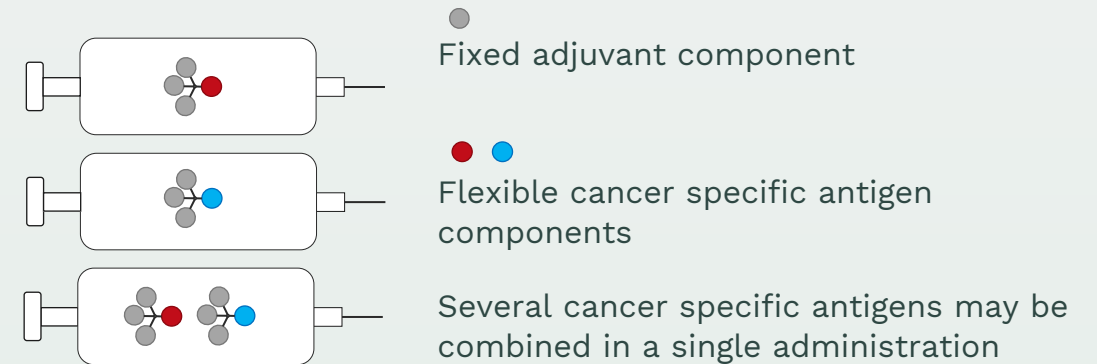 Fixed adjuvant component
Flexible cancer specific antigen
components
Several cancer specific antigens may be
combined in a single administration